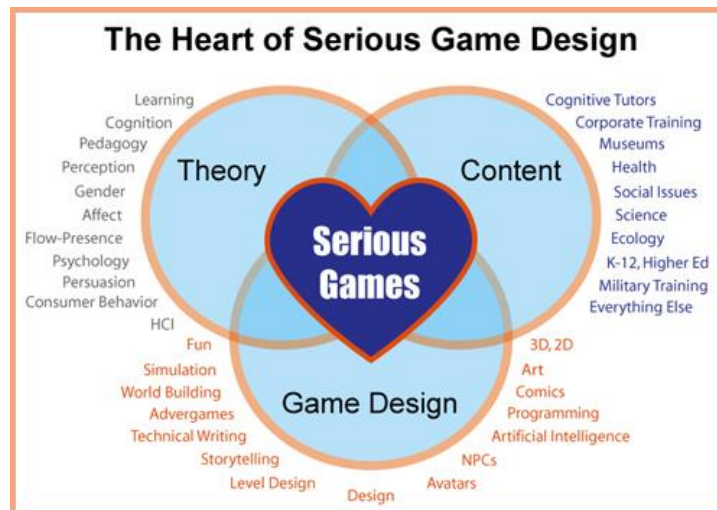 The Heart of Serious Game Design
Learning
Cognition
Pedagogy
Perception
Gender
Affect
Flow-Presence
Psychology
Persuasion
Consumer Behavior
HCI
Theory
Content
Cognitive Tutors
Corporate Training
Museums
Health
Social Issues
Science
Ecology
K-12, Higher Ed
Military Training
Everything Else
Serious
Games
Game Design
Fun
Simulation
World Building
Advergames
Technical Writing
Storytelling
Level Design
Design
3D, 2D
Art
Comics
Programming
Artificial Intelligence
NPCs
Avatars